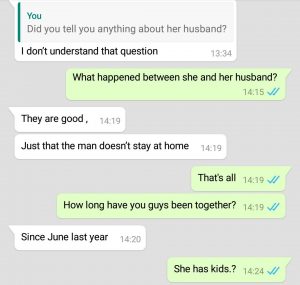 You
Did you tell you anything about her husband?
I don't understand that question
13:34
What happened between she and her husband?
14:15
They are good ,
14:19
Just that the man doesn't stay at home
14:19
That's all
14:19
How long have you guys been together?
14:19
Since June last year
14:20
She has kids.?
14:24